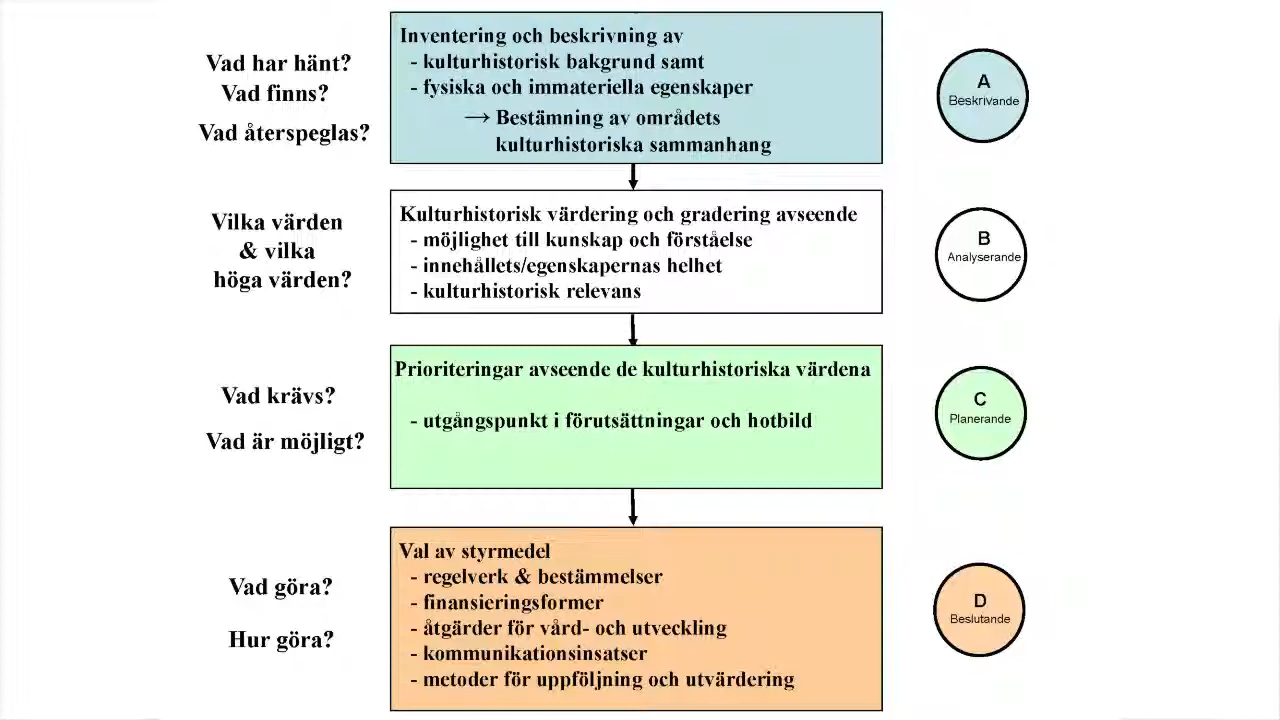 Vad har hänt?
Vad finns?
Vad återspeglas?
Inventering och beskrivning av
- kulturhistorisk bakgrund samt
- fysiska och immateriella egenskaper
→ Bestämning av områdets
kulturhistoriska sammanhang
A
Beskrivande
Vilka värden
& vilka
höga värden?
Kulturhistorisk värdering och gradering avseende
- möjlighet till kunskap och förståelse
- innehållets/egenskapernas helhet
- kulturhistorisk relevans
B
Analyserande
Vad krävs?
Vad är möjligt?
Prioriteringar avseende de kulturhistoriska värdena
- utgångspunkt i förutsättningar och hotbild
C
Planerande
Vad göra?
Hur göra?
Val av styrmedel
- regelverk & bestämmelser
- finansieringsformer
- åtgärder för vård- och utveckling
- kommunikationsinsatser
- metoder för uppföljning och utvärdering
D
Beslutande